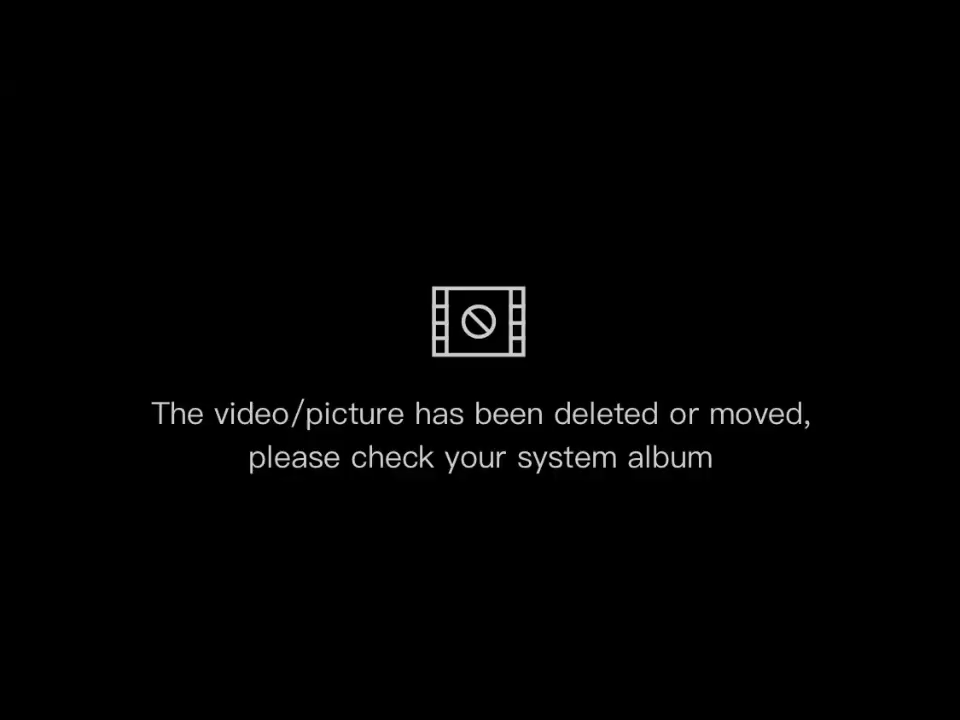 The video/picture has been deleted or moved,
please check your system album